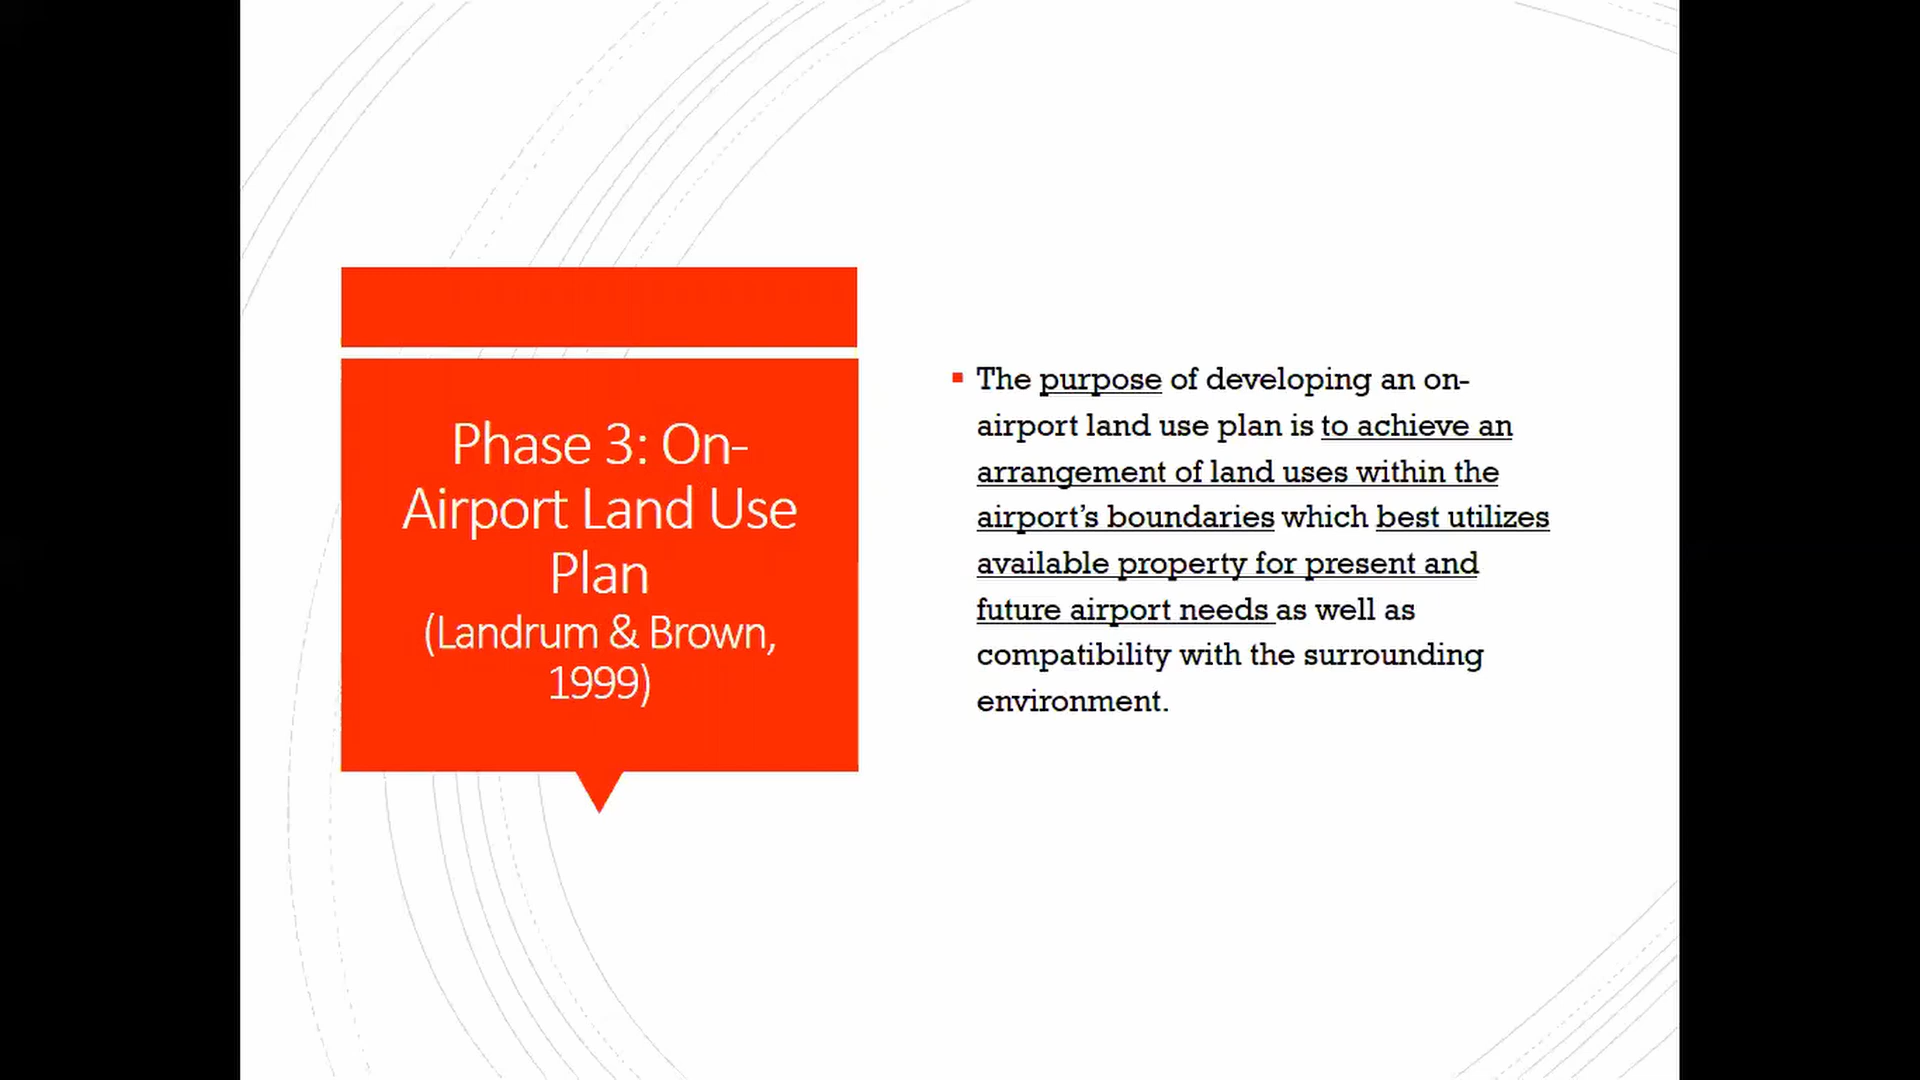 Phase 3: On-
Airport Land Use
Plan
(Landrum & Brown,
1999)
▪ The purpose of developing an on-
airport land use plan is to achieve an
arrangement of land uses within the
airport’s boundaries which best utilizes
available property for present and
future airport needs as well as
compatibility with the surrounding
environment.